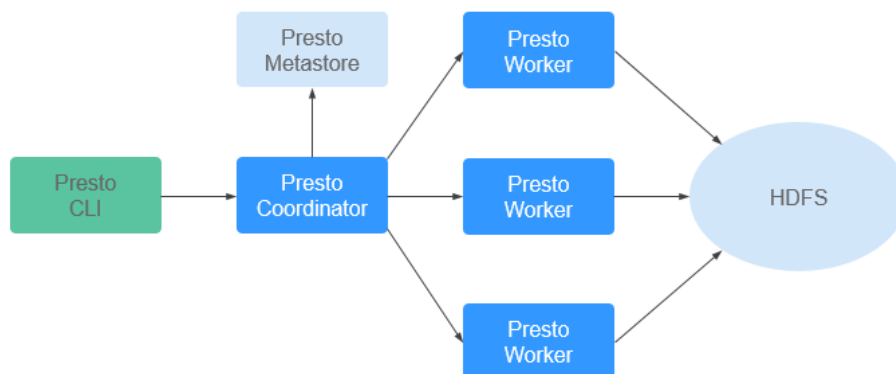 Presto
Metastore
Presto
Worker
Presto
CLI
Presto
Coordinator
Presto
Worker
HDFS
Presto
Worker